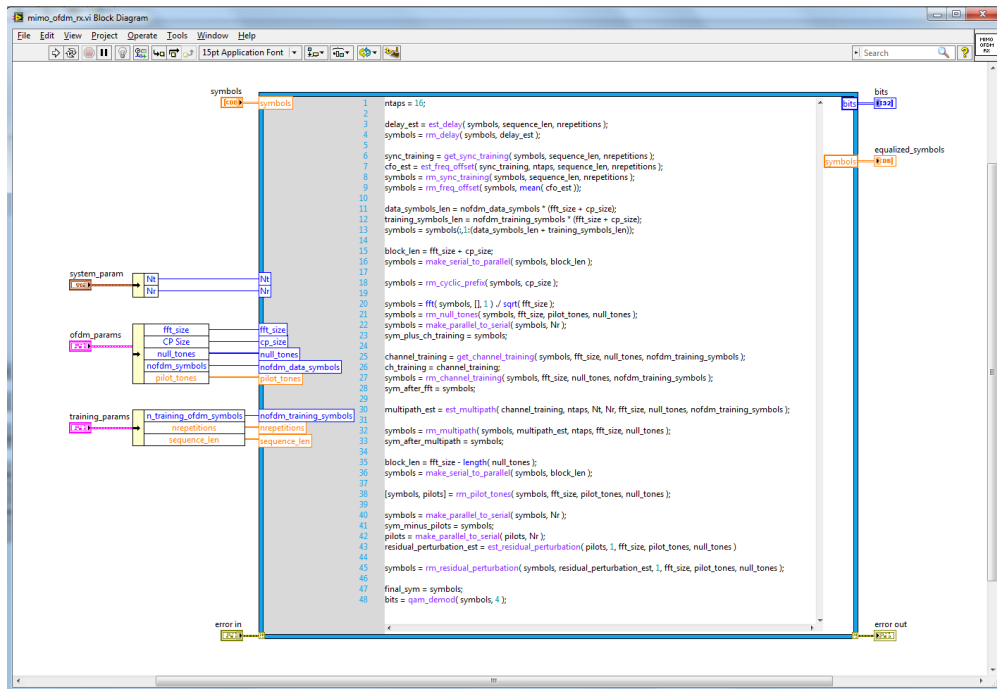 mimo_ofdm_rx.vi Block Diagram
File Edit View Project Operate Tools Window Help
15pt Application Font
Search
MIMO
OFDM
RX
symbols
symbols
bits
bits
equalized_symbols
symbols
system_param
Nt
Nr
Nt
Nr
ofdm_params
fft_size
CP Size
null_tones
nofdm_symbols
pilot_tones
fft_size
cp_size
null_tones
nofdm_data_symbols
pilot_tones
training_params
n_training_ofdm_symbols
nrepetitions
sequence_len
nofdm_training_symbols
nrepetitions
sequence_len
error in
error out
1 ntaps = 16;
2
3 delay_est = est_delay( symbols, sequence_len, nrepetitions );
4 symbols = rm_delay( symbols, delay_est );
5
6 sync_training = get_sync_training( symbols, sequence_len, nrepetitions );
7 cfo_est = est_freq_offset( sync_training, ntaps, sequence_len, nrepetitions );
8 symbols = rm_sync_training( symbols, sequence_len, nrepetitions );
9 symbols = rm_freq_offset( symbols, mean( cfo_est ));
10
11 data_symbols_len = nofdm_data_symbols * (fft_size + cp_size);
12 training_symbols_len = nofdm_training_symbols * (fft_size + cp_size);
13 symbols = symbols(:,1:(data_symbols_len + training_symbols_len));
14
15 block_len = fft_size + cp_size;
16 symbols = make_serial_to_parallel( symbols, block_len );
17
18 symbols = rm_cyclic_prefix( symbols, cp_size );
19
20 symbols = fft( symbols, [], 1 ) ./ sqrt( fft_size );
21 symbols = rm_null_tones( symbols, fft_size, pilot_tones, null_tones );
22 symbols = make_parallel_to_serial( symbols, Nr );
23 sym_plus_ch_training = symbols;
24
25 channel_training = get_channel_training( symbols, fft_size, null_tones, nofdm_training_symbols );
26 ch_training = channel_training;
27 symbols = rm_channel_training( symbols, fft_size, null_tones, nofdm_training_symbols );
28 sym_after_fft = symbols;
29
30 multipath_est = est_multipath( channel_training, ntaps, Nt, Nr, fft_size, null_tones, nofdm_training_symbols );
31
32 symbols = rm_multipath( symbols, multipath_est, ntaps, fft_size, null_tones );
33 sym_after_multipath = symbols;
34
35 block_len = fft_size - length( null_tones );
36 symbols = make_serial_to_parallel( symbols, block_len );
37
38 [symbols, pilots] = rm_pilot_tones( symbols, fft_size, pilot_tones, null_tones );
39
40 symbols = make_parallel_to_serial( symbols, Nr );
41 sym_minus_pilots = symbols;
42 pilots = make_parallel_to_serial( pilots, Nr );
43 residual_perturbation_est = est_residual_perturbation( pilots, 1, fft_size, pilot_tones, null_tones )
44
45 symbols = rm_residual_perturbation( symbols, residual_perturbation_est, 1, fft_size, pilot_tones, null_tones );
46
47 final_sym = symbols;
48 bits = qam_demod( symbols, 4 );